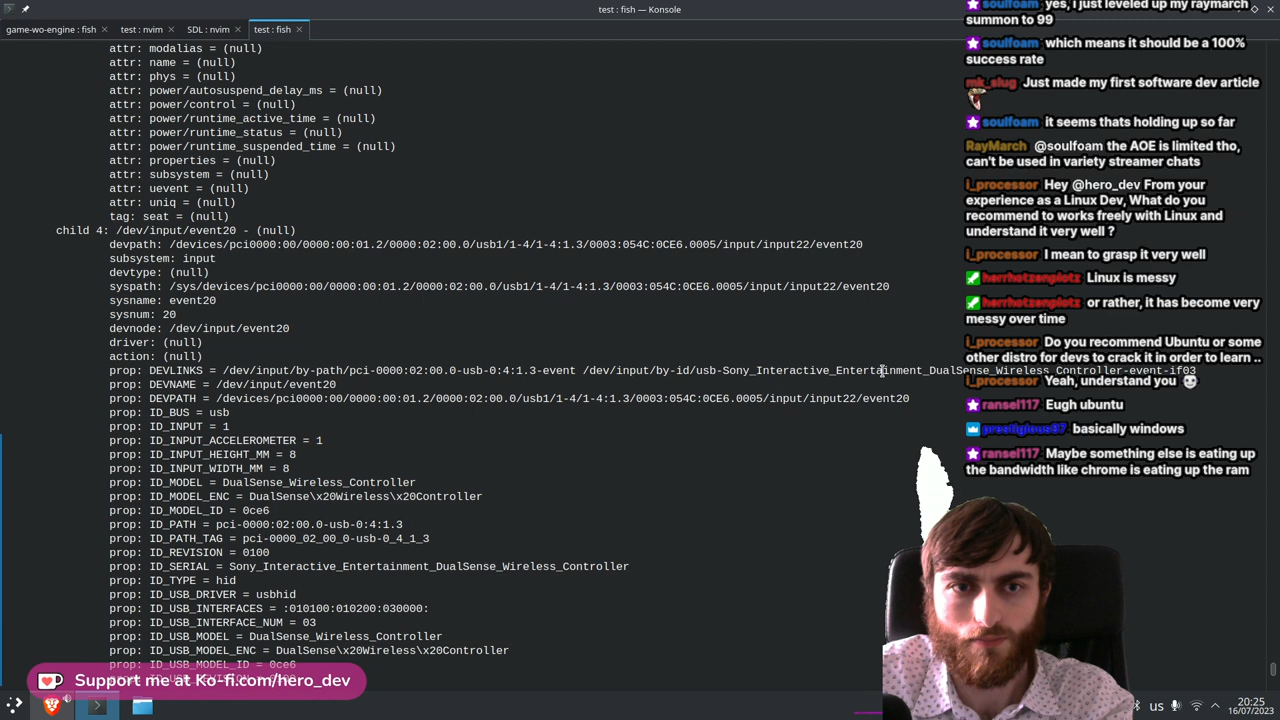 test : fish — Konsole
game-wo-engine : fish
test : nvim
SDL : nvim
test : fish
attr: modalias = (null)
attr: name = (null)
attr: phys = (null)
attr: power/autosuspend_delay_ms = (null)
attr: power/control = (null)
attr: power/runtime_active_time = (null)
attr: power/runtime_status = (null)
attr: power/runtime_suspended_time = (null)
attr: properties = (null)
attr: subsystem = (null)
attr: uevent = (null)
attr: uniq = (null)
tag: seat = (null)
child 4: /dev/input/event20 - (null)
devpath: /devices/pci0000:00/0000:00:01.2/0000:02:00.0/usb1/1-4/1-4:1.3/0003:054C:0CE6.0005/input/input22/event20
subsystem: input
devtype: (null)
syspath: /sys/devices/pci0000:00/0000:00:01.2/0000:02:00.0/usb1/1-4/1-4:1.3/0003:054C:0CE6.0005/input/input22/event20
sysname: event20
sysnum: 20
devnode: /dev/input/event20
driver: (null)
action: (null)
prop: DEVLINKS = /dev/input/by-path/pci-0000:02:00.0-usb-0:4:1.3-event /dev/input/by-id/usb-Sony_Interactive_Entertainment_DualSense_Wireless_Controller-event-if03
prop: DEVNAME = /dev/input/event20
prop: DEVPATH = /devices/pci0000:00/0000:00:01.2/0000:02:00.0/usb1/1-4/1-4:1.3/0003:054C:0CE6.0005/input/input22/event20
prop: ID_BUS = usb
prop: ID_INPUT = 1
prop: ID_INPUT_ACCELEROMETER = 1
prop: ID_INPUT_HEIGHT_MM = 8
prop: ID_INPUT_WIDTH_MM = 8
prop: ID_MODEL = DualSense_Wireless_Controller
prop: ID_MODEL_ENC = DualSense\x20Wireless\x20Controller
prop: ID_MODEL_ID = 0ce6
prop: ID_PATH = pci-0000:02:00.0-usb-0:4:1.3
prop: ID_PATH_TAG = pci-0000_02_00_0-usb-0_4_1_3
prop: ID_REVISION = 0100
prop: ID_SERIAL = Sony_Interactive_Entertainment_DualSense_Wireless_Controller
prop: ID_TYPE = hid
prop: ID_USB_DRIVER = usbhid
prop: ID_USB_INTERFACES = :010100:010200:030000:
prop: ID_USB_INTERFACE_NUM = 03
prop: ID_USB_MODEL = DualSense_Wireless_Controller
prop: ID_USB_MODEL_ENC = DualSense\x20Wireless\x20Controller
prop: ID_USB_MODEL_ID = 0ce6
Support me at Ko-fi.com/hero_dev
soulfoam yes, i just leveled up my raymarch
summon to 99
soulfoam which means it should be a 100%
success rate
mk_slug Just made my first software dev article
soulfoam it seems thats holding up so far
RayMarch @soulfoam the AOE is limited tho,
can't be used in variety streamer chats
i_processor Hey @hero_dev From your
experience as a Linux Dev, What do you
recommend to works freely with Linux and
understand it very well ?
i_processor I mean to grasp it very well
herrhotzenplotz Linux is messy
herrhotzenplotz or rather, it has become very
messy over time
i_processor Do you recommend Ubuntu or some
other distro for devs to crack it in order to learn ..
i_processor Yeah, understand you
ransel117 Eugh ubuntu
prestigious97 basically windows
ransel117 Maybe something else is eating up
the bandwidth like chrome is eating up the ram
us
20:25
16/07/2023